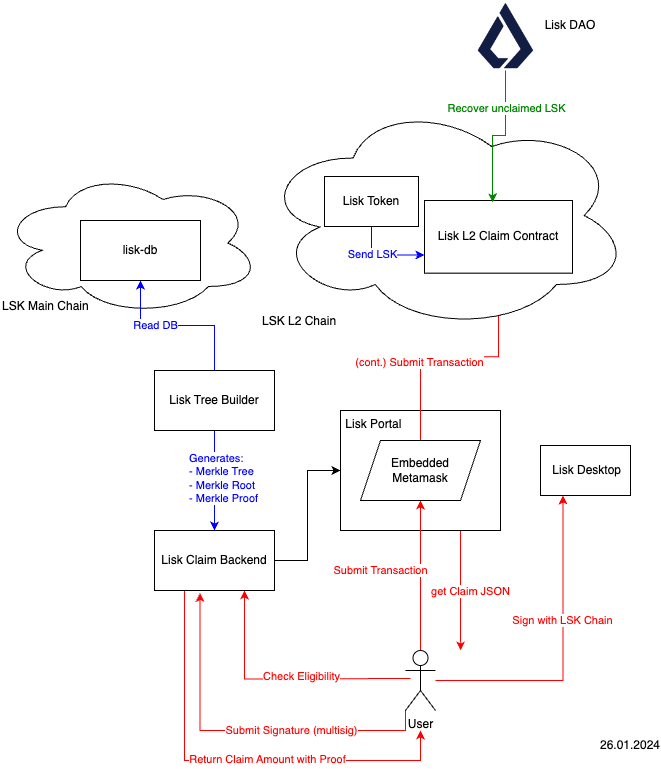 Lisk DAO
Recover unclaimed LSK
Lisk Token
Lisk L2 Claim Contract
Send LSK
lisk-db
LSK Main Chain
LSK L2 Chain
Read DB
(cont.) Submit Transaction
Lisk Tree Builder
Lisk Portal
Embedded
Metamask
Lisk Desktop
Generates:
- Merkle Tree
- Merkle Root
- Merkle Proof
Lisk Claim Backend
Submit Transaction
get Claim JSON
Sign with LSK Chain
Check Eligibility
User
Submit Signature (multisig)
Return Claim Amount with Proof
26.01.2024